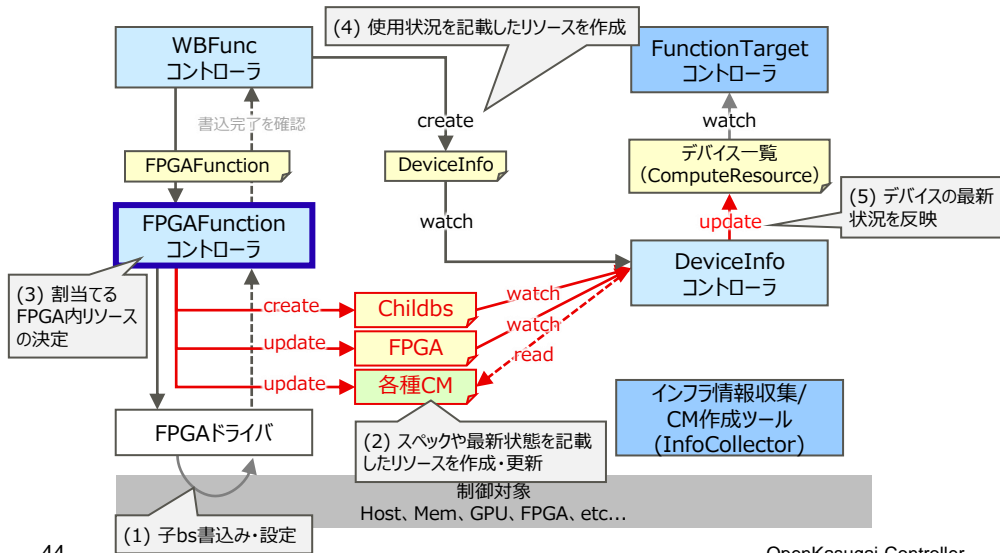 (4) 使用状況を記載したリソースを作成
WBFunc
コントローラ
FunctionTarget
コントローラ
書込完了を確認
create
watch
FPGAFunction
DeviceInfo
デバイス一覧
（ComputeResource）
FPGAFunction
コントローラ
watch
update
(5) デバイスの最新
状況を反映
DeviceInfo
コントローラ
(3) 割当てる
FPGA内リソース
の決定
create
Childbs
watch
update
FPGA
watch
read
update
各種CM
FPGAドライバ
(2) スペックや最新状態を記載
したリソースを作成・更新
インフラ情報収集/
CM作成ツール
(InfoCollector)
制御対象
Host、Mem、GPU、FPGA、etc...
(1) 子bs書込み・設定
44
OpenKasugai Controller